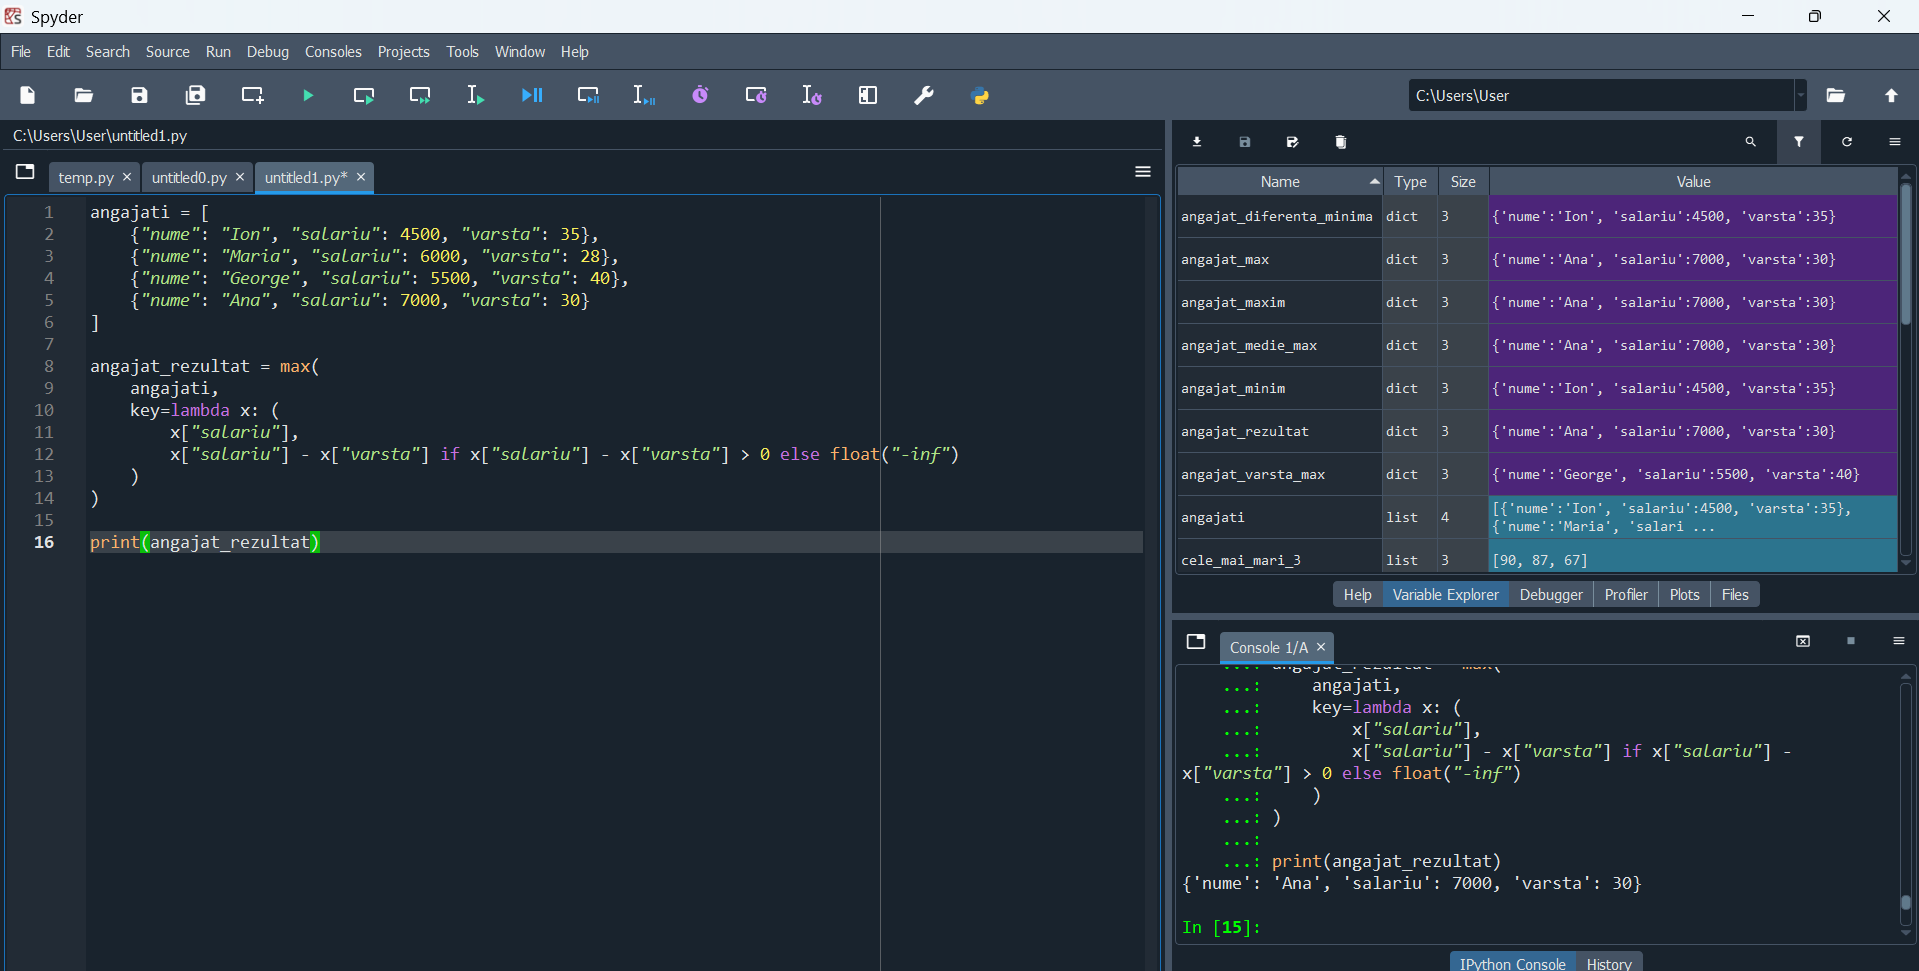 Spyder
File Edit Search Source Run Debug Consoles Projects Tools Window Help
C:\Users\User
C:\Users\User\untitled1.py
temp.py untitled0.py untitled1.py*
1 angajati = [
2     {"nume": "Ion", "salariu": 4500, "varsta": 35},
3     {"nume": "Maria", "salariu": 6000, "varsta": 28},
4     {"nume": "George", "salariu": 5500, "varsta": 40},
5     {"nume": "Ana", "salariu": 7000, "varsta": 30}
6 ]
7
8 angajat_rezultat = max(
9     angajati,
10     key=lambda x: (
11         x["salariu"],
12         x["salariu"] - x["varsta"] if x["salariu"] - x["varsta"] > 0 else float("-inf")
13     )
14 )
15
16 print(angajat_rezultat)
Name Type Size Value
angajat_diferenta_minima dict 3 {'nume':'Ion', 'salariu':4500, 'varsta':35}
angajat_max dict 3 {'nume':'Ana', 'salariu':7000, 'varsta':30}
angajat_maxim dict 3 {'nume':'Ana', 'salariu':7000, 'varsta':30}
angajat_medie_max dict 3 {'nume':'Ana', 'salariu':7000, 'varsta':30}
angajat_minim dict 3 {'nume':'Ion', 'salariu':4500, 'varsta':35}
angajat_rezultat dict 3 {'nume':'Ana', 'salariu':7000, 'varsta':30}
angajat_varsta_max dict 3 {'nume':'George', 'salariu':5500, 'varsta':40}
angajati list 4 [{'nume':'Ion', 'salariu':4500, 'varsta':35},
{'nume':'Maria', 'salari ...
cele_mai_mari_3 list 3 [90, 87, 67]
Help Variable Explorer Debugger Profiler Plots Files
Console 1/A
...: angajat_rezultat = max(
...:     angajati,
...:     key=lambda x: (
...:         x["salariu"],
...:         x["salariu"] - x["varsta"] if x["salariu"] -
x["varsta"] > 0 else float("-inf")
...:     )
...: )
...:
...: print(angajat_rezultat)
{'nume': 'Ana', 'salariu': 7000, 'varsta': 30}
In [15]:
IPython Console History